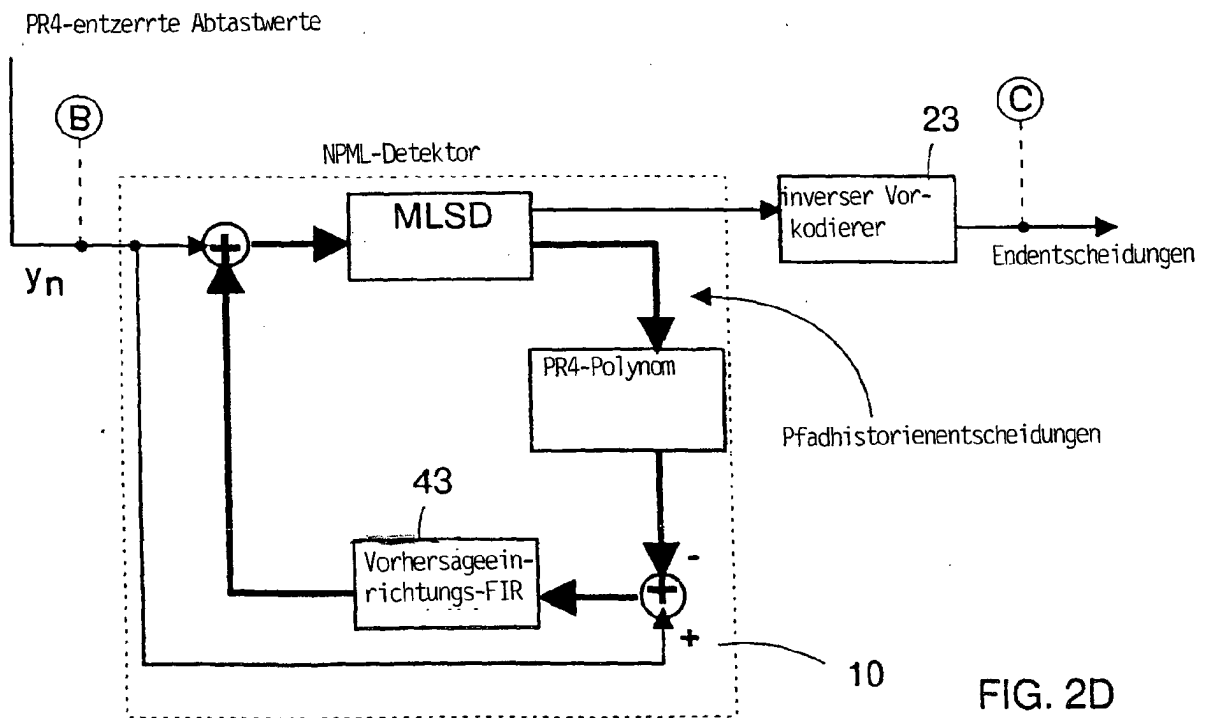 PR4-entzerrte Abtastwerte
B
C
23
NPML-Detektor
MLSD
inverser Vor-
kodierer
+
yn
Endentscheidungen
PR4-Polynom
Pfadhistorienentscheidungen
43
Vorhersageein-
richtungs-FIR
-
+
+
10
FIG. 2D